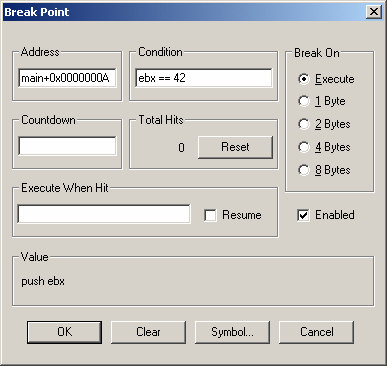 Break Point
Address
main+0x0000000A
Condition
ebx == 42
Break On
Execute
1 Byte
2 Bytes
4 Bytes
8 Bytes
Countdown
Total Hits
0 Reset
Execute When Hit
Resume
Enabled
Value
push ebx
OK Clear Symbol... Cancel